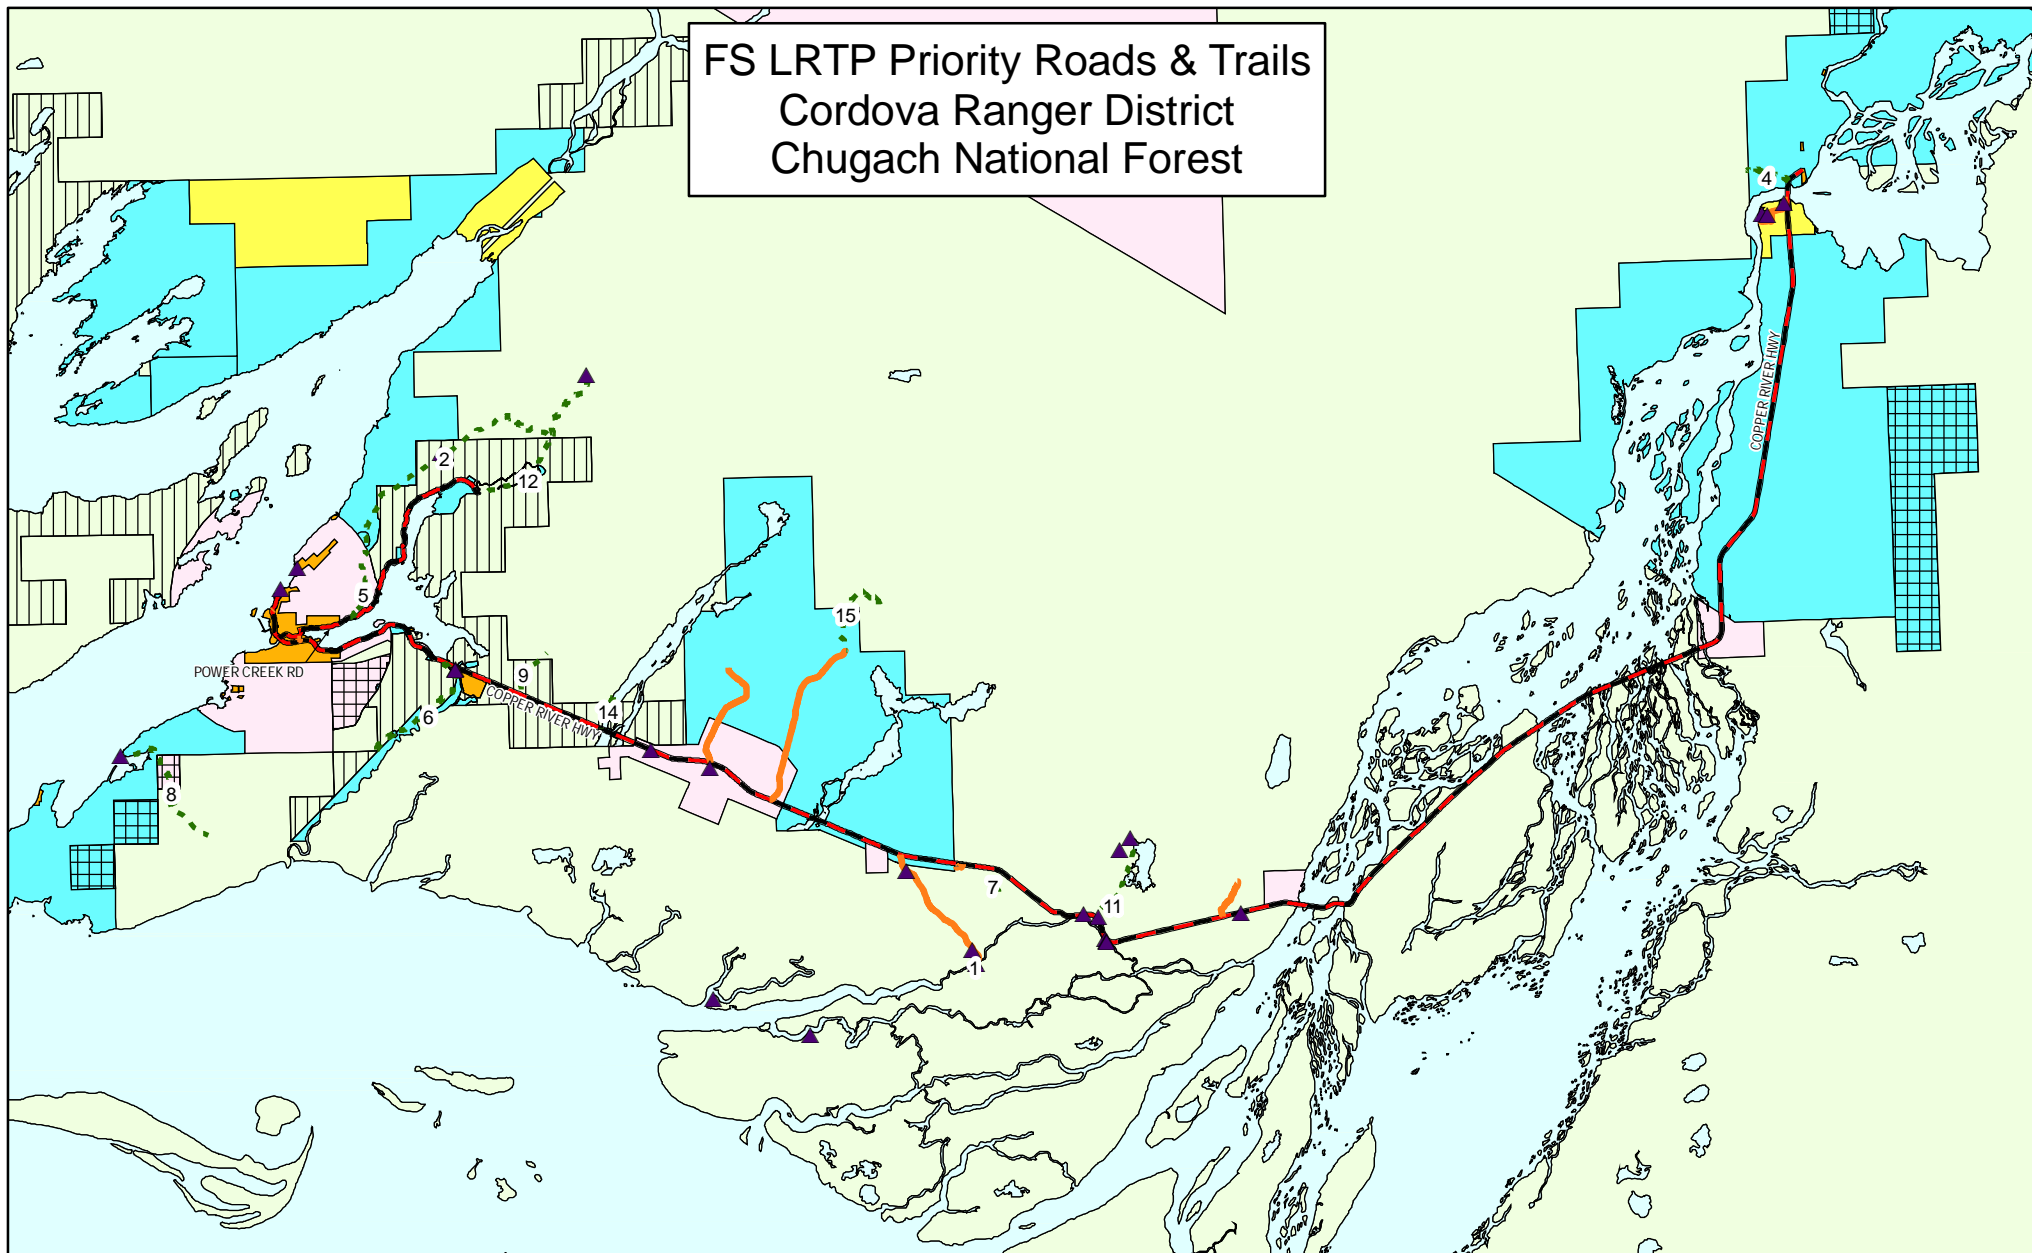 FS LRTP Priority Roads & Trails
Cordova Ranger District
Chugach National Forest
4
COPPER RIVER HWY
2
12
5
15
POWER CREEK RD
9
6
COPPER RIVER HWY
14
8
7
11
1